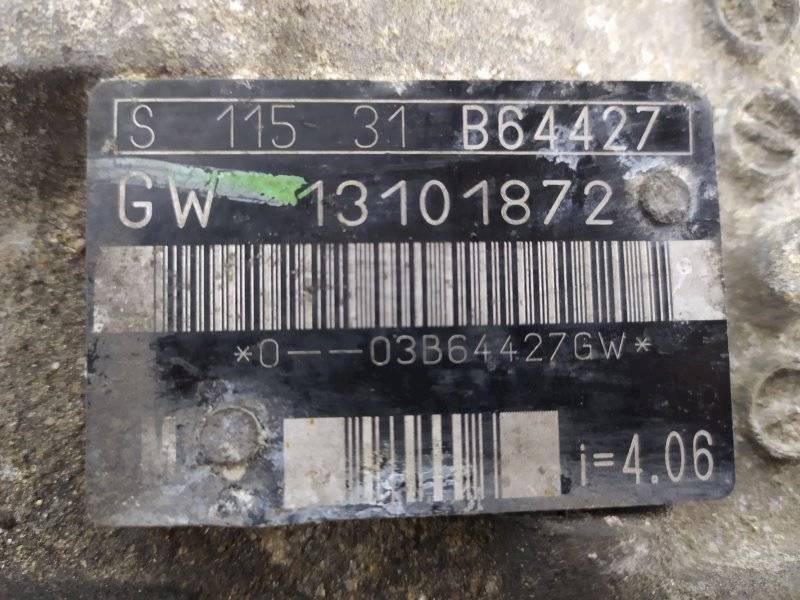 S 115 31 B64427
GW 13101872
*0---03B64427GW*
i=4.06